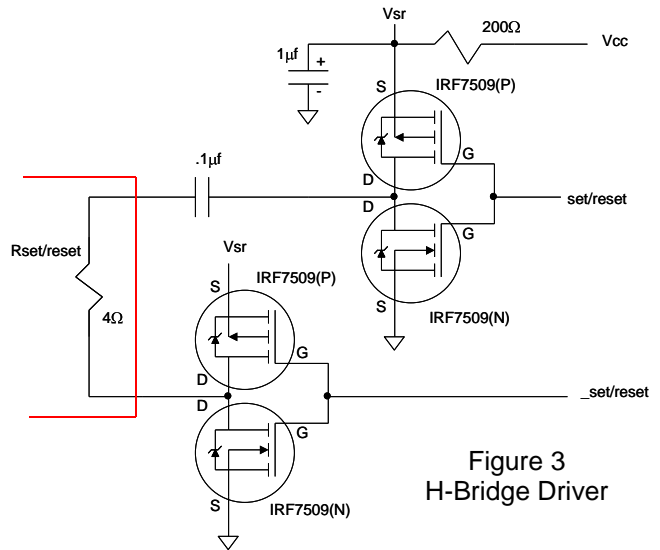 Vsr
200Ω
Vcc
1µf
+
-
S
IRF7509(P)
G
D
.1µf
set/reset
D
G
S
IRF7509(N)
Rset/reset
4Ω
Vsr
S
IRF7509(P)
G
D
_set/reset
D
G
S
IRF7509(N)
Figure 3
H-Bridge Driver